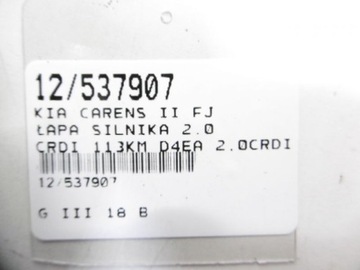 12/537907
KIA CARENS II FJ
ŁAPA SILNIKA 2.0
CRDI 113KM D4EA 2.0CRDI
12/537907
G III 18 B